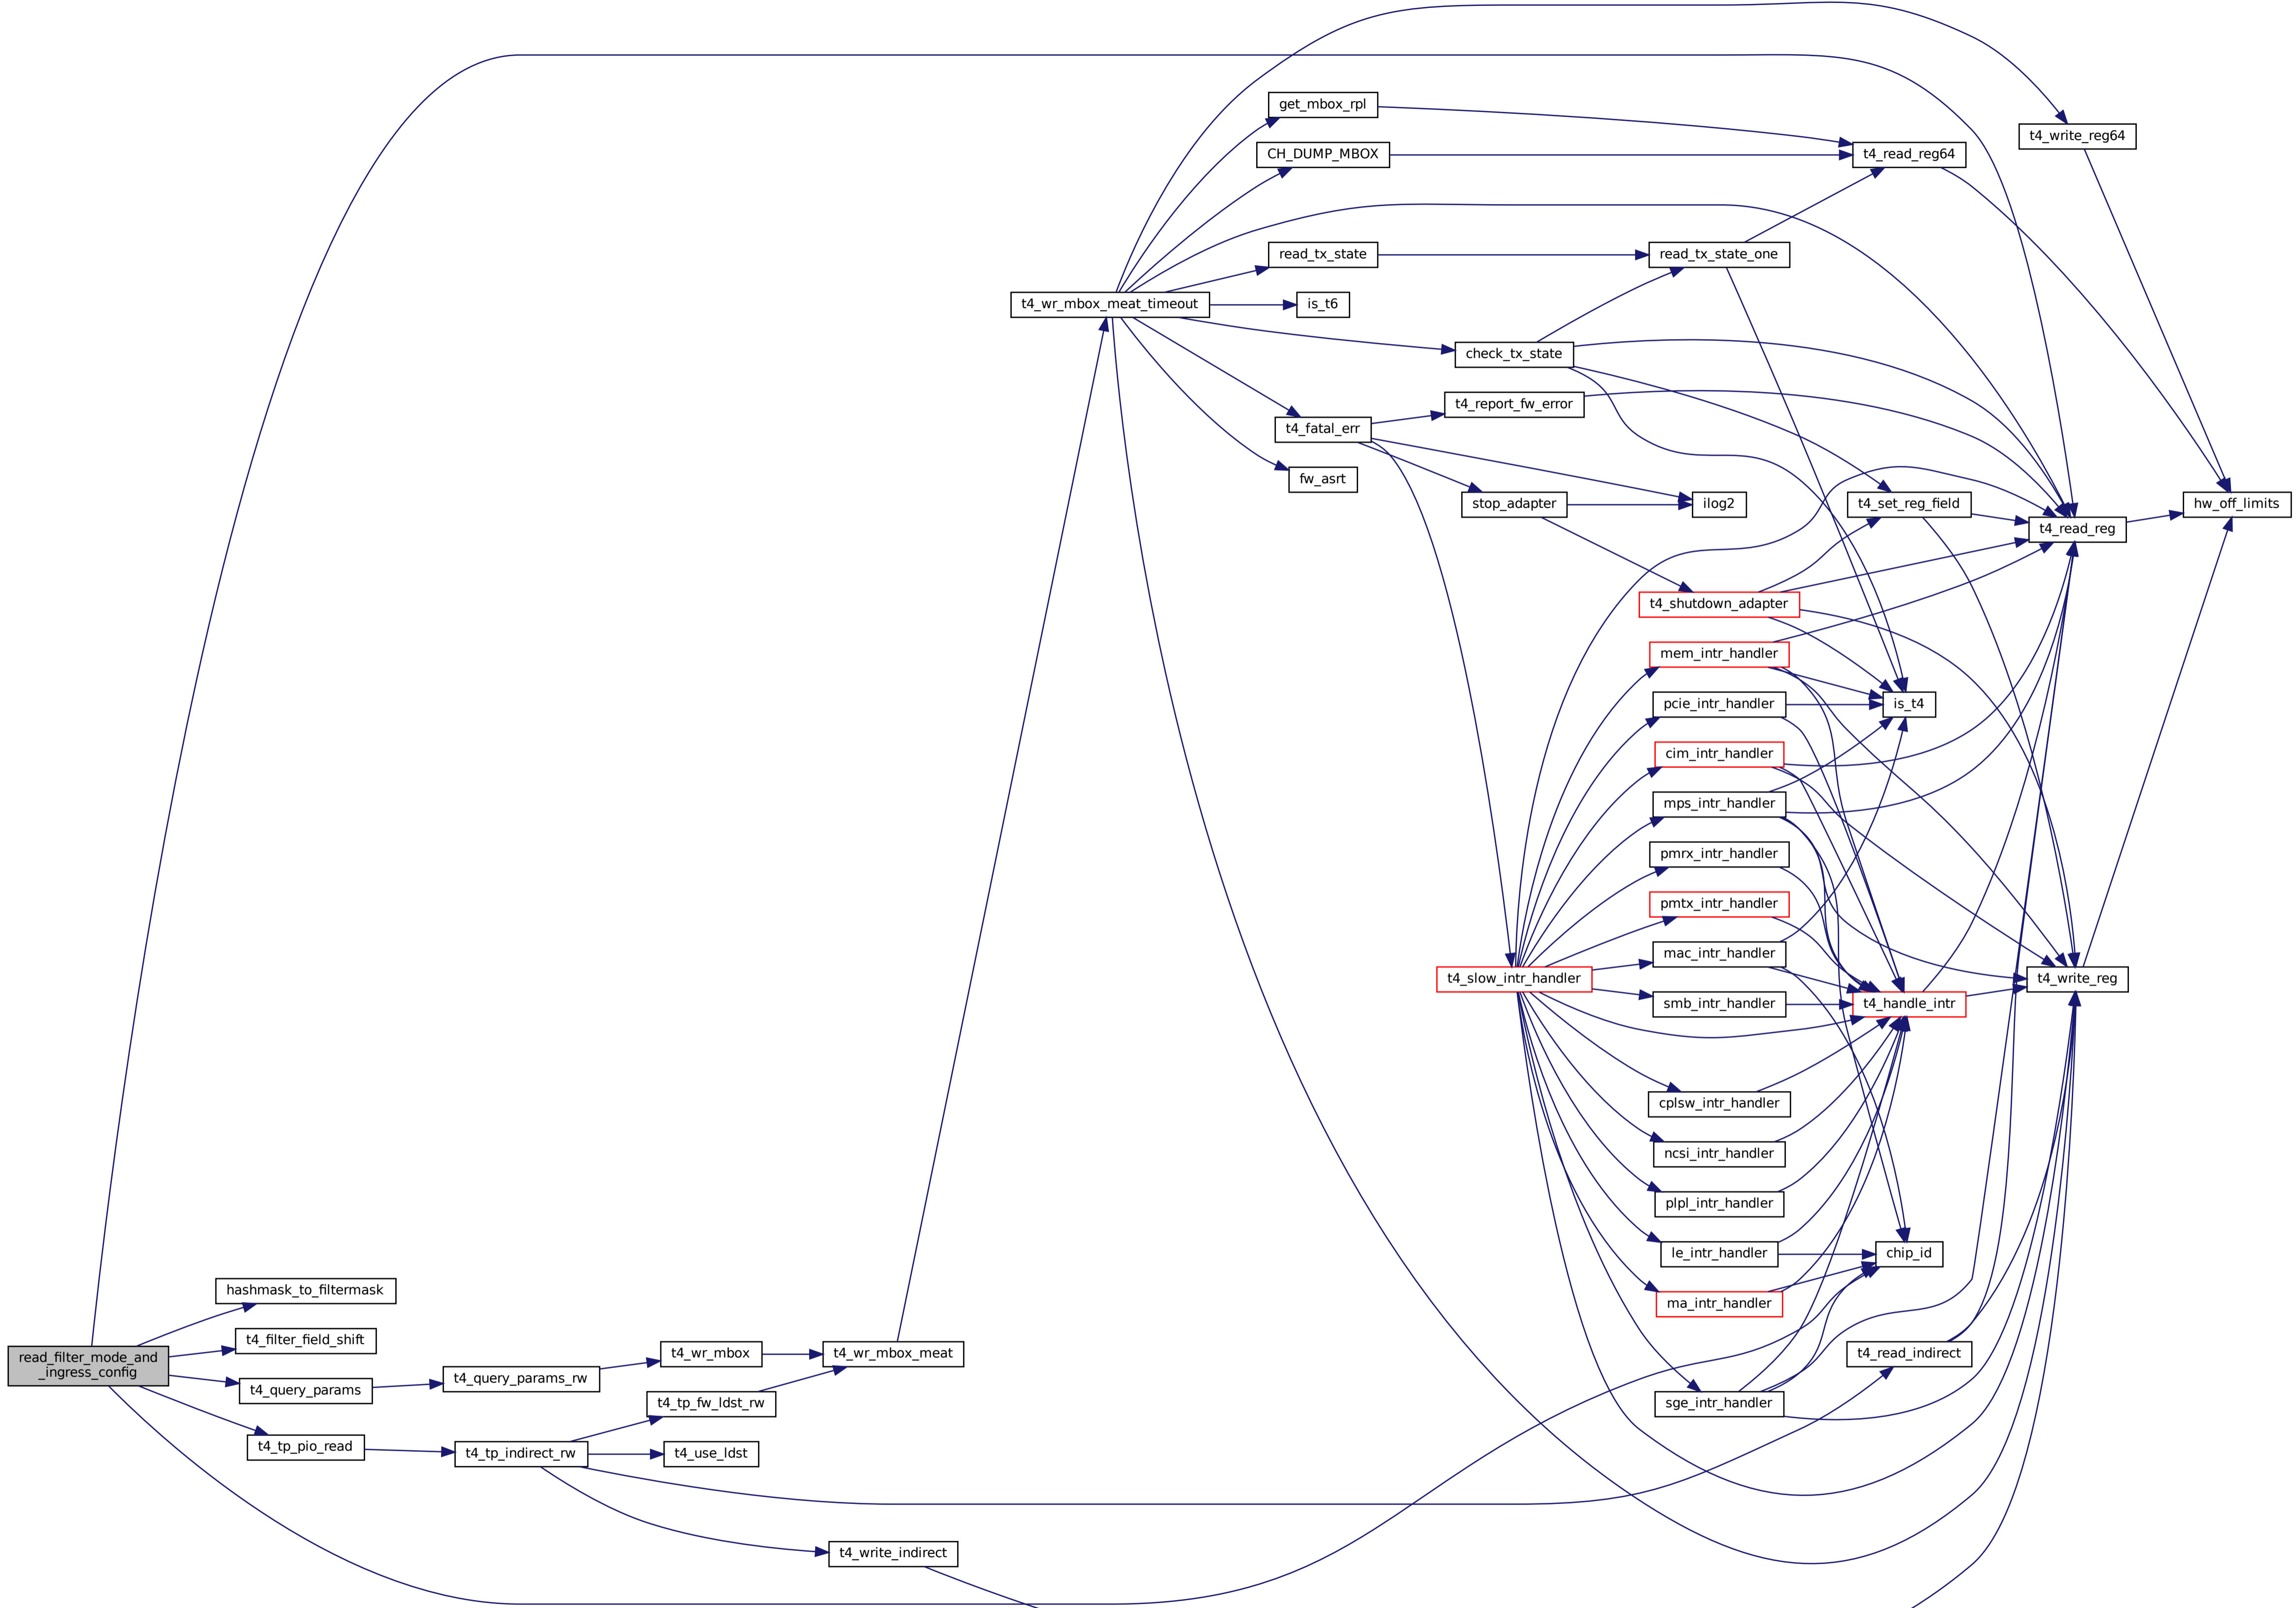 read_filter_mode_and
_ingress_config
hashmask_to_filtermask
t4_filter_field_shift
t4_query_params
t4_tp_pio_read
t4_query_params_rw
t4_tp_indirect_rw
t4_wr_mbox
t4_tp_fw_ldst_rw
t4_use_ldst
t4_wr_mbox_meat
t4_write_indirect
t4_wr_mbox_meat_timeout
get_mbox_rpl
CH_DUMP_MBOX
read_tx_state
is_t6
t4_fatal_err
fw_asrt
check_tx_state
t4_report_fw_error
stop_adapter
t4_slow_intr_handler
read_tx_state_one
ilog2
t4_shutdown_adapter
mem_intr_handler
pcie_intr_handler
cim_intr_handler
mps_intr_handler
pmrx_intr_handler
pmtx_intr_handler
mac_intr_handler
smb_intr_handler
cplsw_intr_handler
ncsi_intr_handler
plpl_intr_handler
le_intr_handler
ma_intr_handler
sge_intr_handler
t4_read_reg64
t4_set_reg_field
is_t4
t4_handle_intr
chip_id
t4_read_indirect
t4_write_reg64
t4_read_reg
t4_write_reg
hw_off_limits